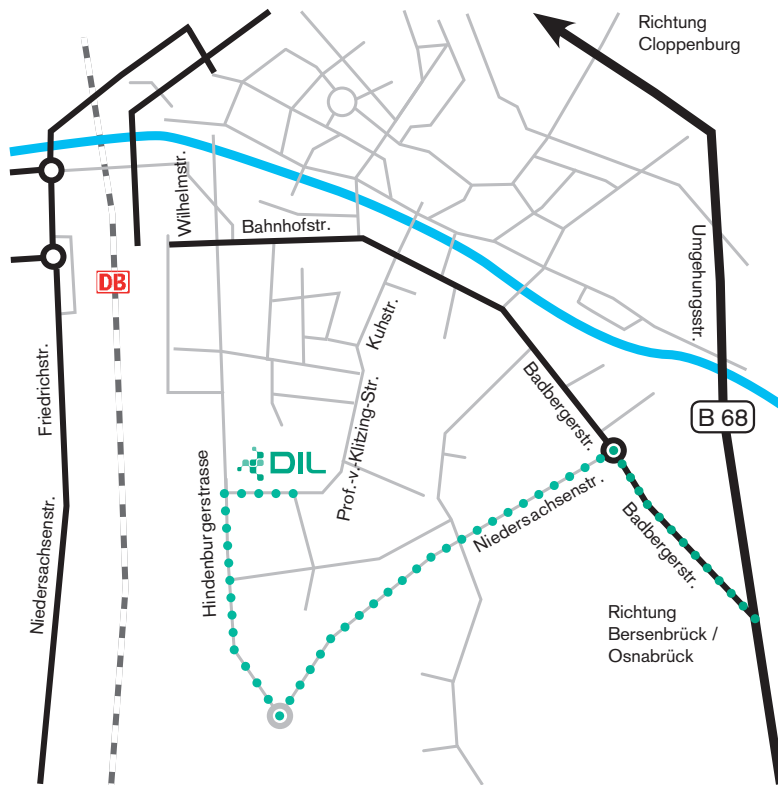 Richtung
Cloppenburg
Wilhelmstr.
Bahnhofstr.
Umgehungsstr.
DB
Kuhstr.
Friedrichstr.
Badbergerstr.
B 68
Prof.-v.-Klitzing-Str.
DIL
Hindenburgerstrasse
Niedersachsenstr.
Niedersachsenstr.
Badbergerstr.
Richtung
Bersenbrück /
Osnabrück